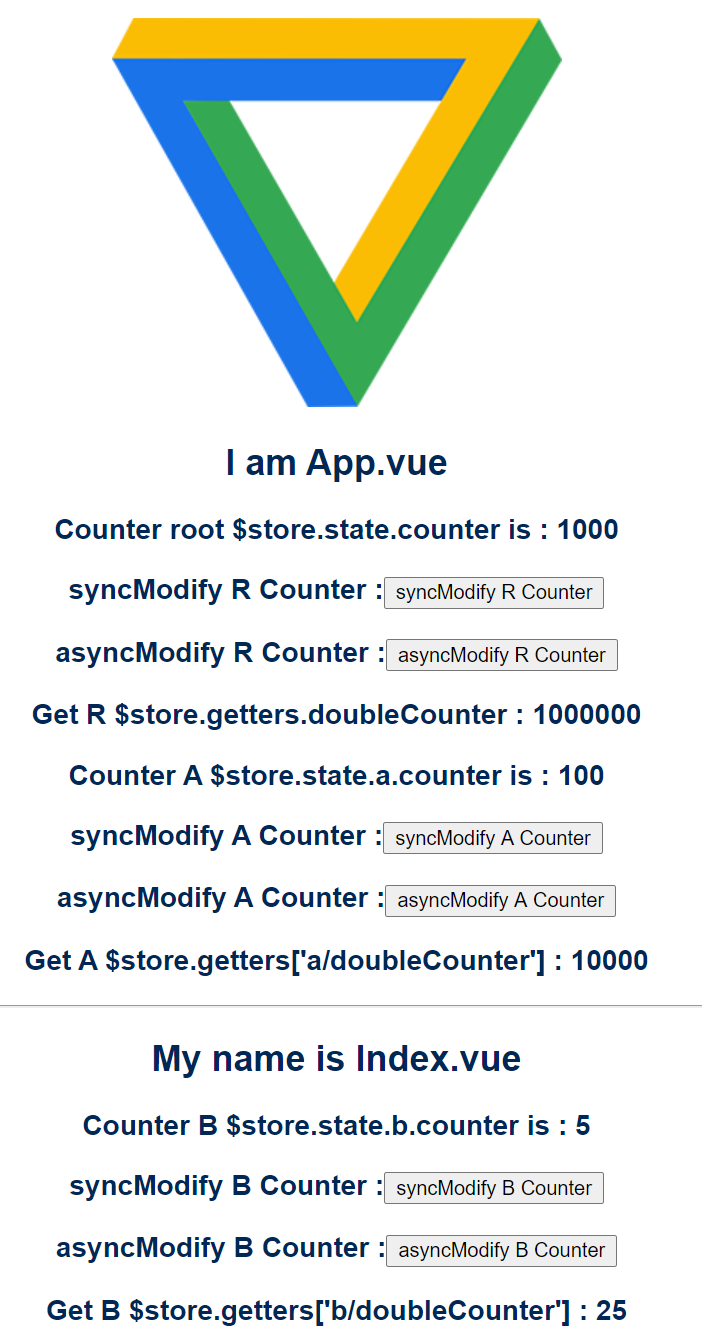 I am App.vue
Counter root $store.state.counter is : 1000
syncModify R Counter :syncModify R Counter
asyncModify R Counter :asyncModify R Counter
Get R $store.getters.doubleCounter : 1000000
Counter A $store.state.a.counter is : 100
syncModify A Counter :syncModify A Counter
asyncModify A Counter :asyncModify A Counter
Get A $store.getters['a/doubleCounter'] : 10000
My name is Index.vue
Counter B $store.state.b.counter is : 5
syncModify B Counter :syncModify B Counter
asyncModify B Counter :asyncModify B Counter
Get B $store.getters['b/doubleCounter'] : 25